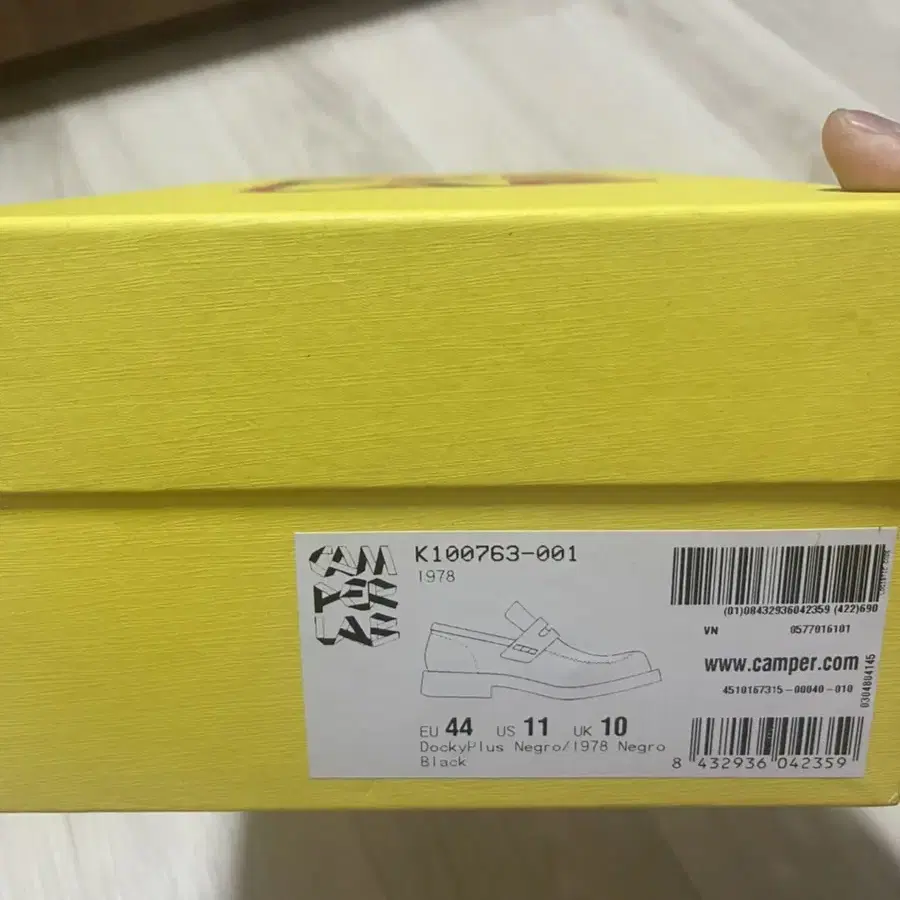 CAM
PER
LAB
K100763-001
1978
EU 44 US 11 UK 10
DockyPlus Negro/1978 Negro
Black
(01)08432936042359 (422)690
VN 0577016101
www.camper.com
4510167315-00040-010
0304804145
8 432936 042359